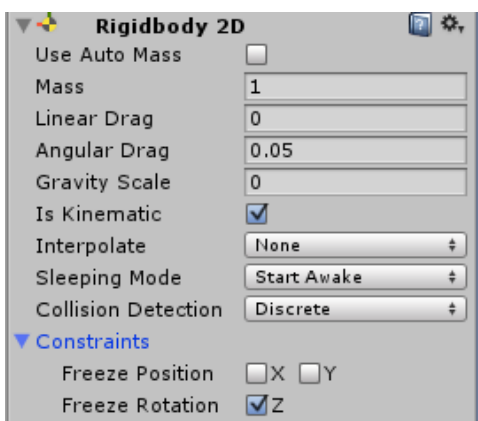 Rigidbody 2D
Use Auto Mass
Mass 1
Linear Drag 0
Angular Drag 0.05
Gravity Scale 0
Is Kinematic
Interpolate None
Sleeping Mode Start Awake
Collision Detection Discrete
Constraints
Freeze Position X Y
Freeze Rotation Z